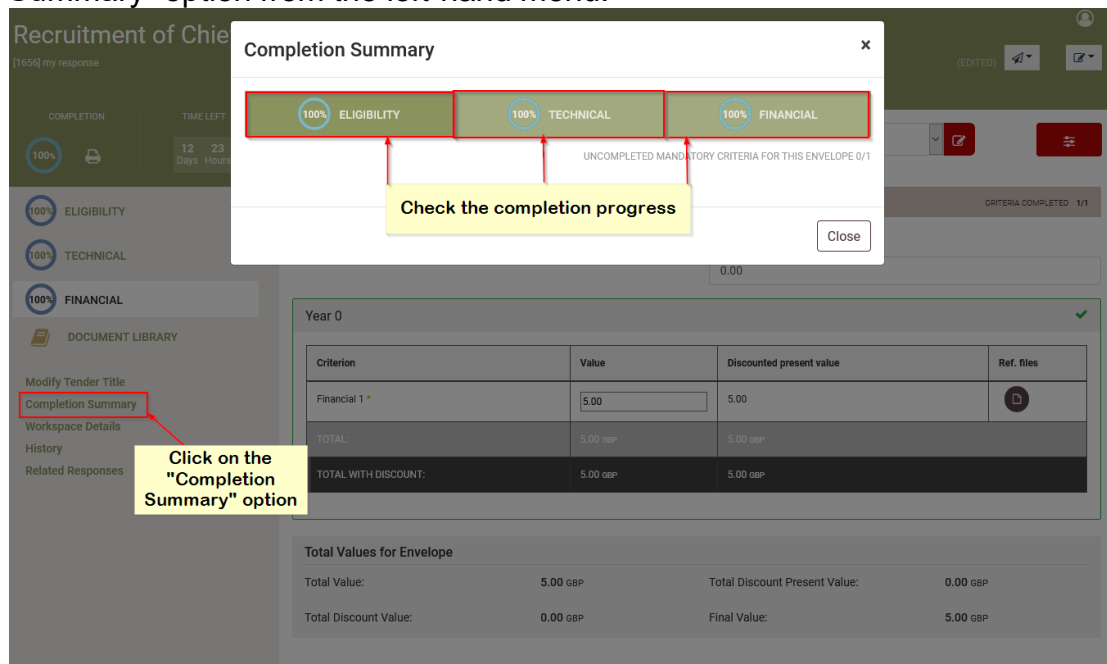 Summary" option from the left-hand menu.
Recruitment of Chie
[1656] my response
(EDITED)
COMPLETION
TIME LEFT
100%
12 23
Days Hours
Completion Summary
×
100% ELIGIBILITY
100% TECHNICAL
100% FINANCIAL
UNCOMPLETED MANDATORY CRITERIA FOR THIS ENVELOPE 0/1
Check the completion progress
Close
100% ELIGIBILITY
100% TECHNICAL
100% FINANCIAL
DOCUMENT LIBRARY
Modify Tender Title
Completion Summary
Workspace Details
History
Related Responses
Click on the
"Completion
Summary" option
CRITERIA COMPLETED 1/1
0.00
Year 0
Criterion Value Discounted present value Ref. files
Financial 1 * 5.00 5.00
TOTAL: 5.00 GBP 5.00 GBP
TOTAL WITH DISCOUNT: 5.00 GBP 5.00 GBP
Total Values for Envelope
Total Value: 5.00 GBP Total Discount Present Value: 0.00 GBP
Total Discount Value: 0.00 GBP Final Value: 5.00 GBP